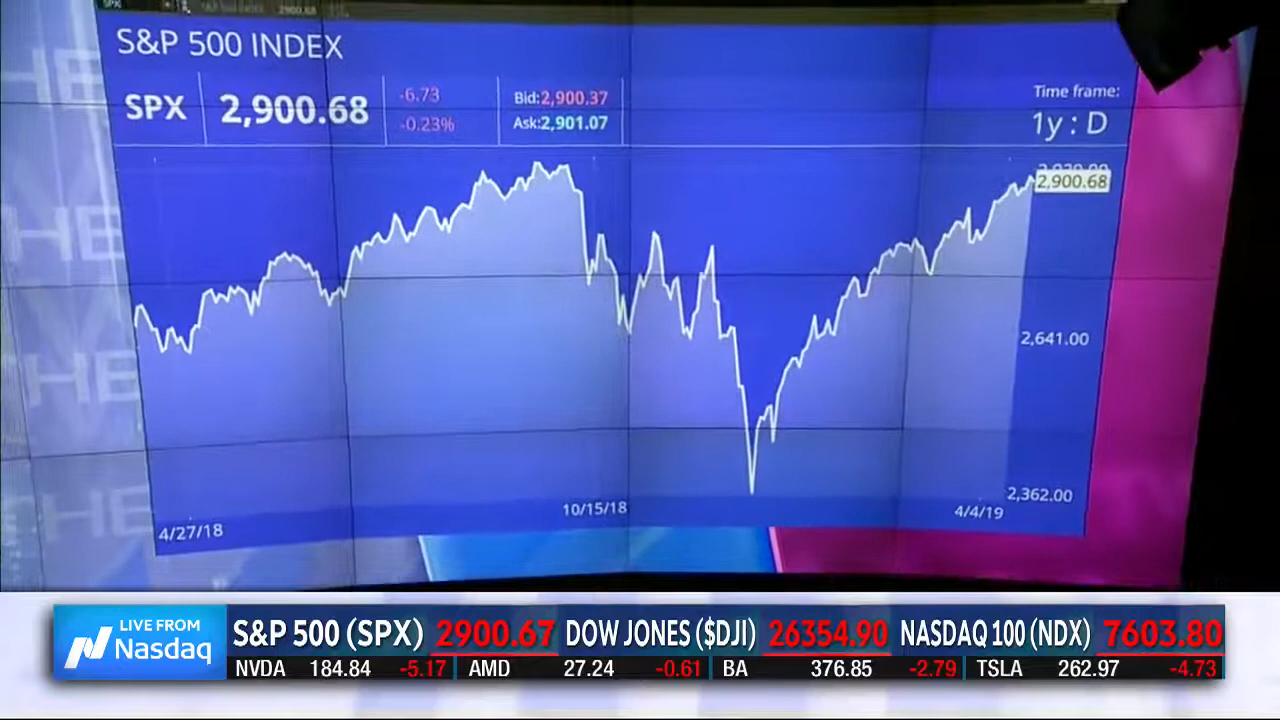 S&P 500 INDEX
SPX 2,900.68 -6.73 -0.23% Bid:2,900.37 Ask:2,901.07
Time frame:
1y : D
2,900.68
2,641.00
2,362.00
4/27/18 10/15/18 4/4/19
LIVE FROM Nasdaq
S&P 500 (SPX) 2900.67 DOW JONES ($DJI) 26354.90 NASDAQ 100 (NDX) 7603.80
NVDA 184.84 -5.17 AMD 27.24 -0.61 BA 376.85 -2.79 TSLA 262.97 -4.73